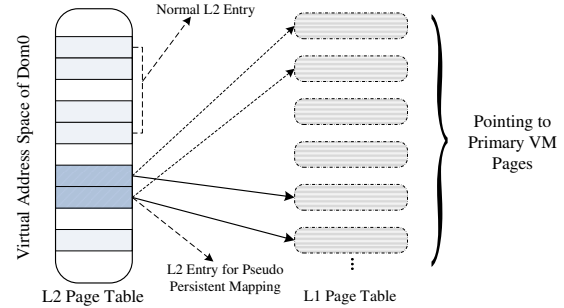 Normal L2 Entry
Virtual Address Space of Dom0
Pointing to
Primary VM
Pages
L2 Entry for Pseudo
Persistent Mapping
L2 Page Table
L1 Page Table